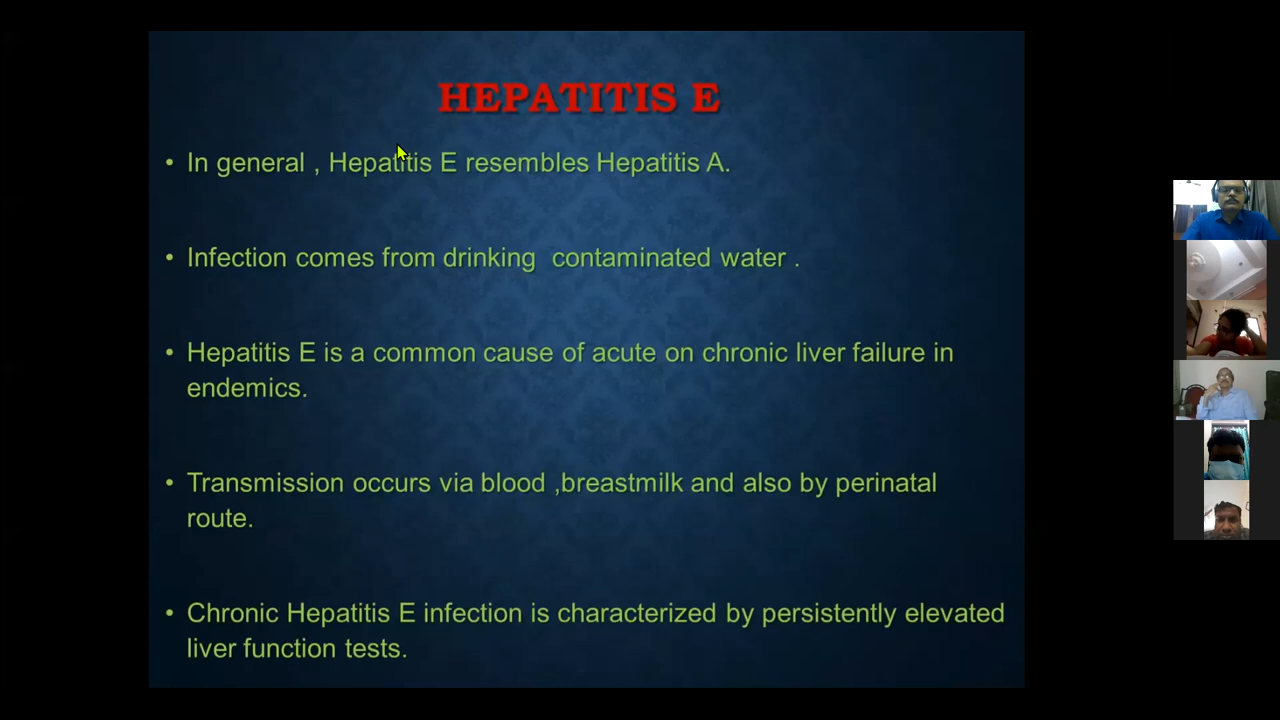 HEPATITIS E
• In general , Hepatitis E resembles Hepatitis A.
• Infection comes from drinking  contaminated water .
• Hepatitis E is a common cause of acute on chronic liver failure in
endemics.
• Transmission occurs via blood ,breastmilk and also by perinatal
route.
• Chronic Hepatitis E infection is characterized by persistently elevated
liver function tests.